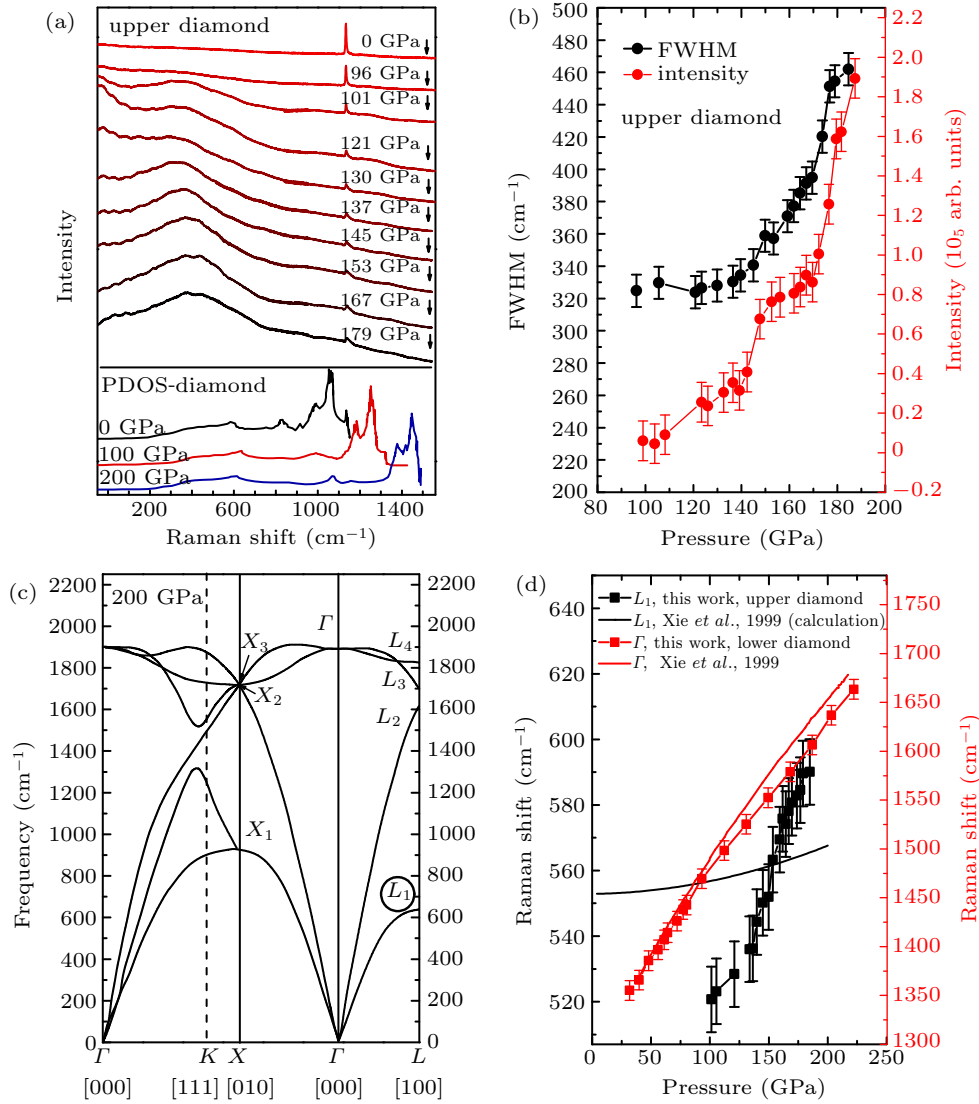 (a)
upper diamond
0 GPa
96 GPa
101 GPa
121 GPa
130 GPa
137 GPa
145 GPa
153 GPa
167 GPa
179 GPa
Intensity
PDOS-diamond
0 GPa
100 GPa
200 GPa
200 600 1000 1400
Raman shift (cm⁻¹)
(b)
500
480
460
440
420
400
380
360
340
320
300
280
260
240
220
200
FWHM (cm⁻¹)
FWHM
intensity
upper diamond
2.2
2.0
1.8
1.6
1.4
1.2
1.0
0.8
0.6
0.4
0.2
0
−0.2
Intensity (10₅ arb. units)
80 100 120 140 160 180 200
Pressure (GPa)
(c)
200 GPa
2200
2000
1800
1600
1400
1200
1000
800
600
400
200
0
Frequency (cm⁻¹)
Γ
X₃
X₂
X₁
L₄
L₃
L₂
L₁
2200
2000
1800
1600
1400
1200
1000
800
600
400
200
0
Γ K X Γ L
[000] [111] [010] [000] [100]
(d)
640
620
600
580
560
540
520
Raman shift (cm⁻¹)
L₁, this work, upper diamond
L₁, Xie et al., 1999 (calculation)
Γ, this work, lower diamond
Γ, Xie et al., 1999
1750
1700
1650
1600
1550
1500
1450
1400
1350
1300
Raman shift (cm⁻¹)
0 50 100 150 200 250
Pressure (GPa)